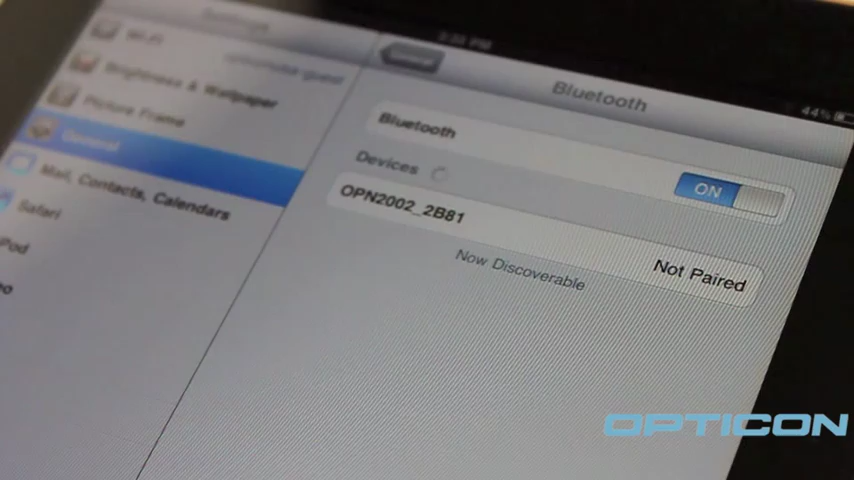 Settings
Wi-Fi
Brightness & Wallpaper
Picture Frame
General
Mail, Contacts, Calendars
Safari
iPod
44%
Bluetooth
Bluetooth
ON
Devices
OPN2002_2B81
Not Paired
Now Discoverable
OPTICON